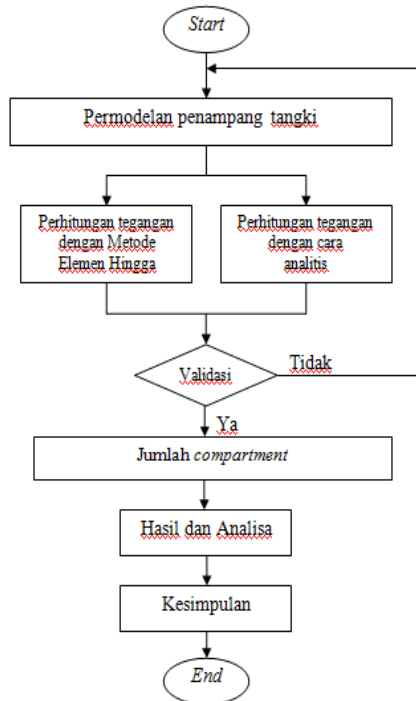 Start
Permodelan penampang tangki
Perhitungan tegangan
dengan Metode
Elemen Hingga
Perhitungan tegangan
dengan cara
analitis
Validasi
Tidak
Ya
Jumlah compartment
Hasil dan Analisa
Kesimpulan
End